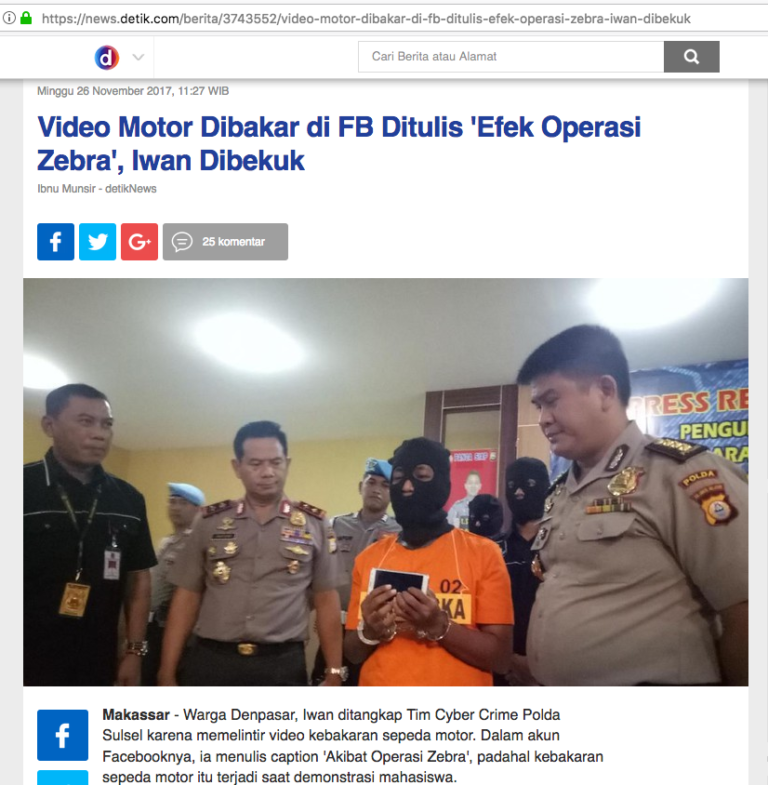 https://news.detik.com/berita/3743552/video-motor-dibakar-di-fb-ditulis-efek-operasi-zebra-iwan-dibekuk
d
Cari Berita atau Alamat
Minggu 26 November 2017, 11:27 WIB
Video Motor Dibakar di FB Ditulis 'Efek Operasi
Zebra', Iwan Dibekuk
Ibnu Munsir - detikNews
f
G+
25 komentar
PRESS RE
PENGU
ARA
POLDA
02
KA
f
Makassar - Warga Denpasar, Iwan ditangkap Tim Cyber Crime Polda
Sulsel karena memelintir video kebakaran sepeda motor. Dalam akun
Facebooknya, ia menulis caption 'Akibat Operasi Zebra', padahal kebakaran
sepeda motor itu terjadi saat demonstrasi mahasiswa.